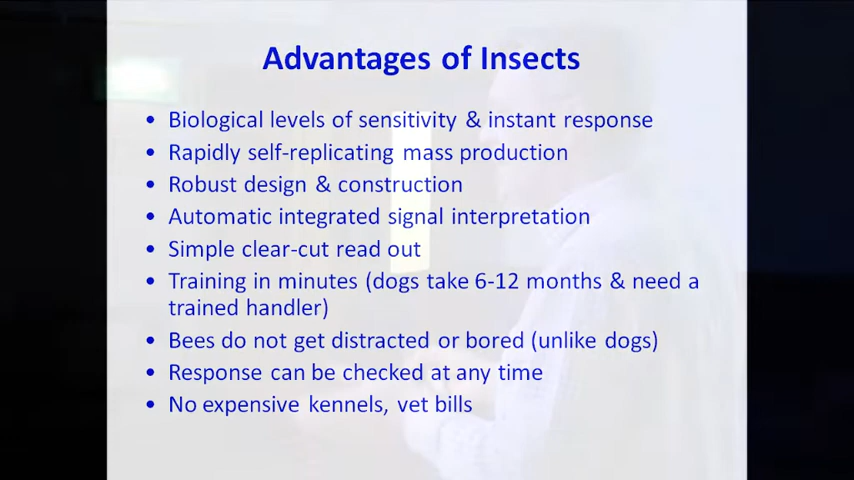 Advantages of Insects
• Biological levels of sensitivity & instant response
• Rapidly self-replicating mass production
• Robust design & construction
• Automatic integrated signal interpretation
• Simple clear-cut read out
• Training in minutes (dogs take 6-12 months & need a
trained handler)
• Bees do not get distracted or bored (unlike dogs)
• Response can be checked at any time
• No expensive kennels, vet bills